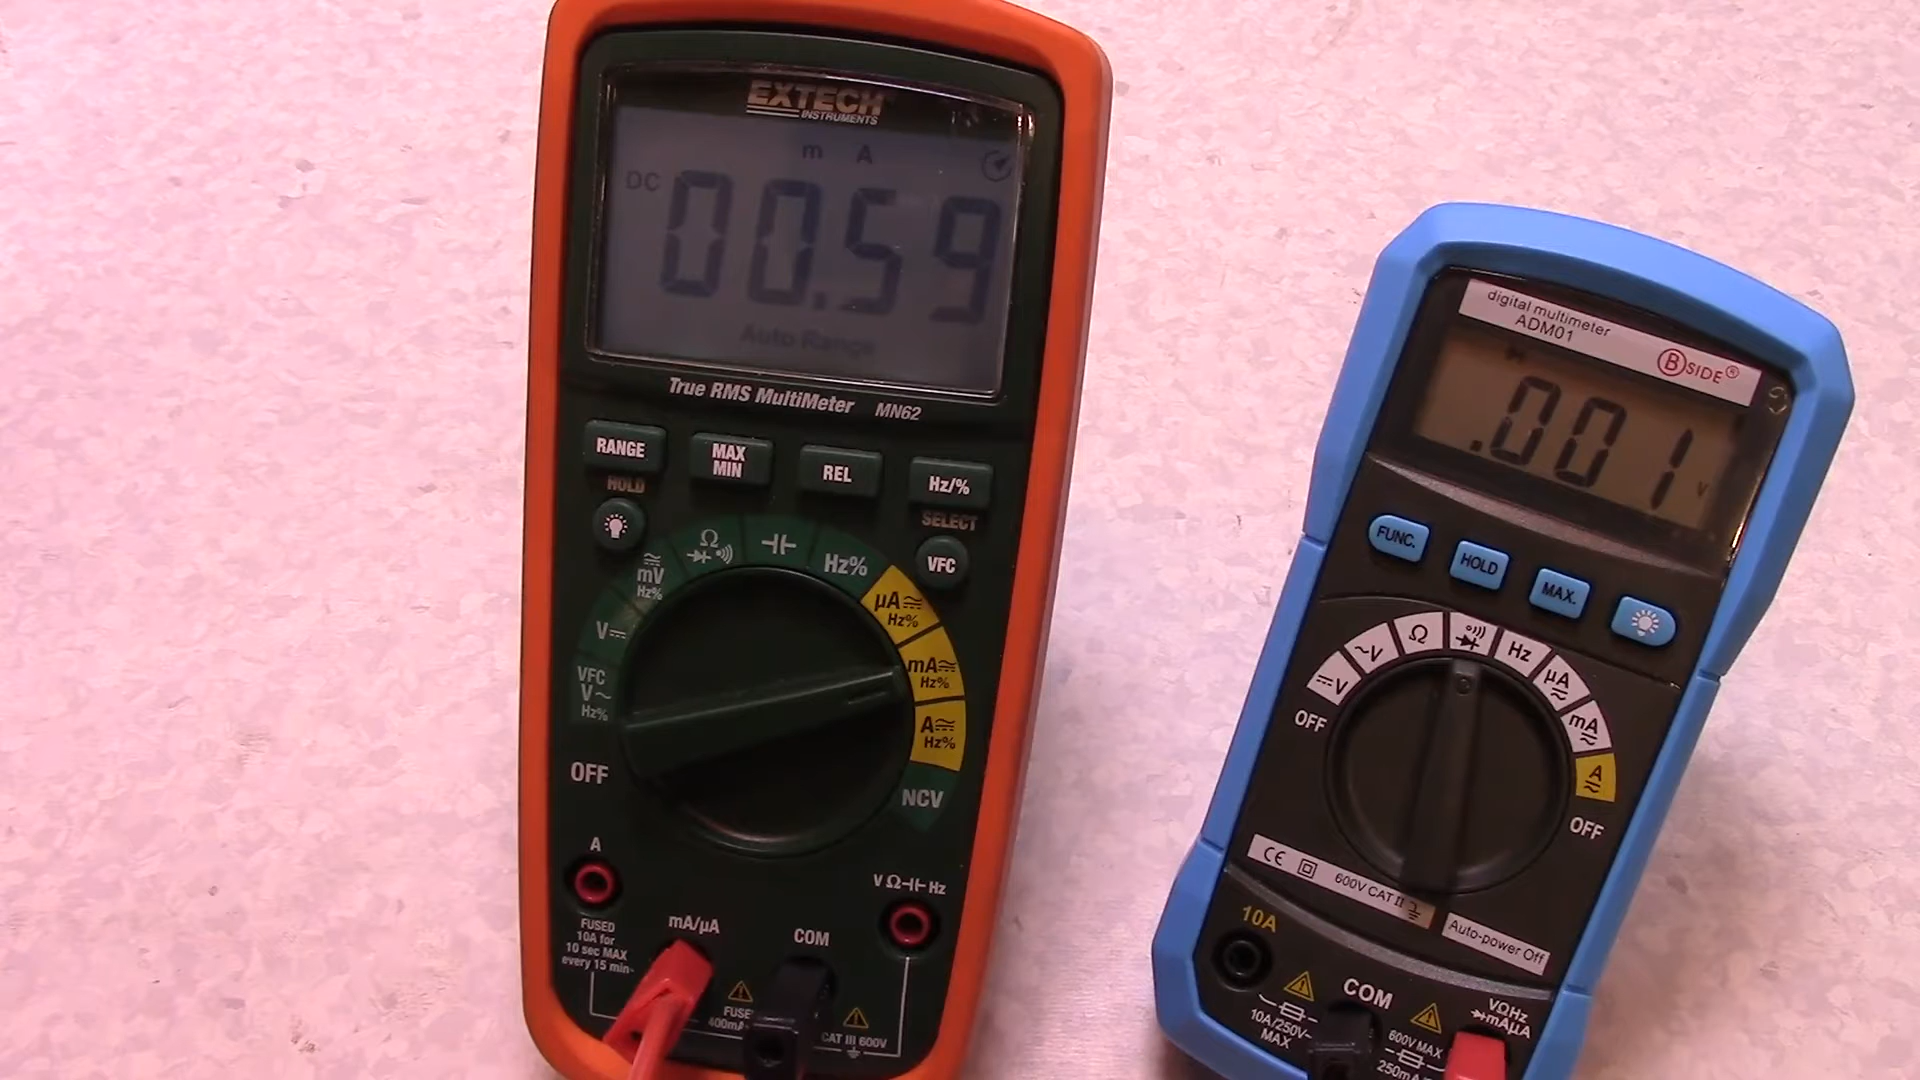 EXTECH
INSTRUMENTS
m A
DC
00.59
Auto Range
True RMS MultiMeter MN62
RANGE
MAX
MIN
REL
Hz/%
HOLD
SELECT
VFC
Ω
Hz%
mV
Hz%
V
VFC
V~
Hz%
OFF
µA
Hz%
mA
Hz%
A
Hz%
NCV
A
FUSED
10A for
10 sec MAX
every 15 min
mA/µA
COM
V Ω Hz
FUSED
400mA
CAT III 600V
digital multimeter
ADM01
BSIDE®
.001
V
FUNC.
HOLD
MAX.
V
~V
Ω
Hz
µA
mA
A
OFF
OFF
CE
600V CAT II
Auto-power Off
10A
COM
VΩHz
mAµA
10A/250V~
MAX
600V MAX
250mA